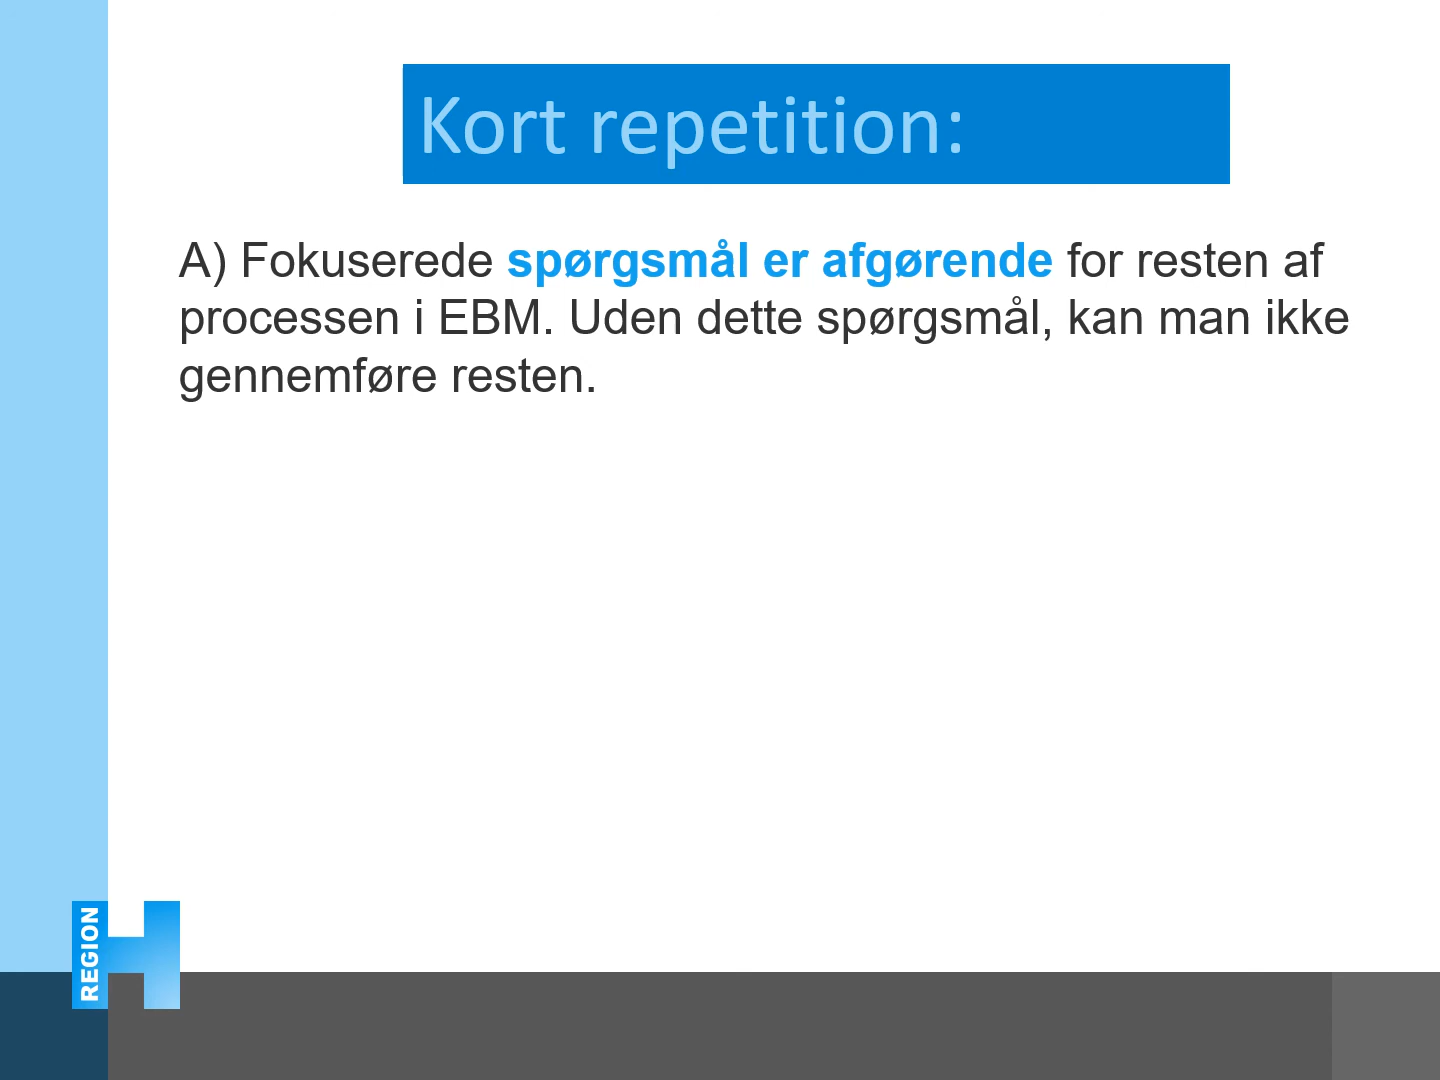 Kort repetition:
A) Fokuserede spørgsmål er afgørende for resten af
processen i EBM. Uden dette spørgsmål, kan man ikke
gennemføre resten.
REGION
H